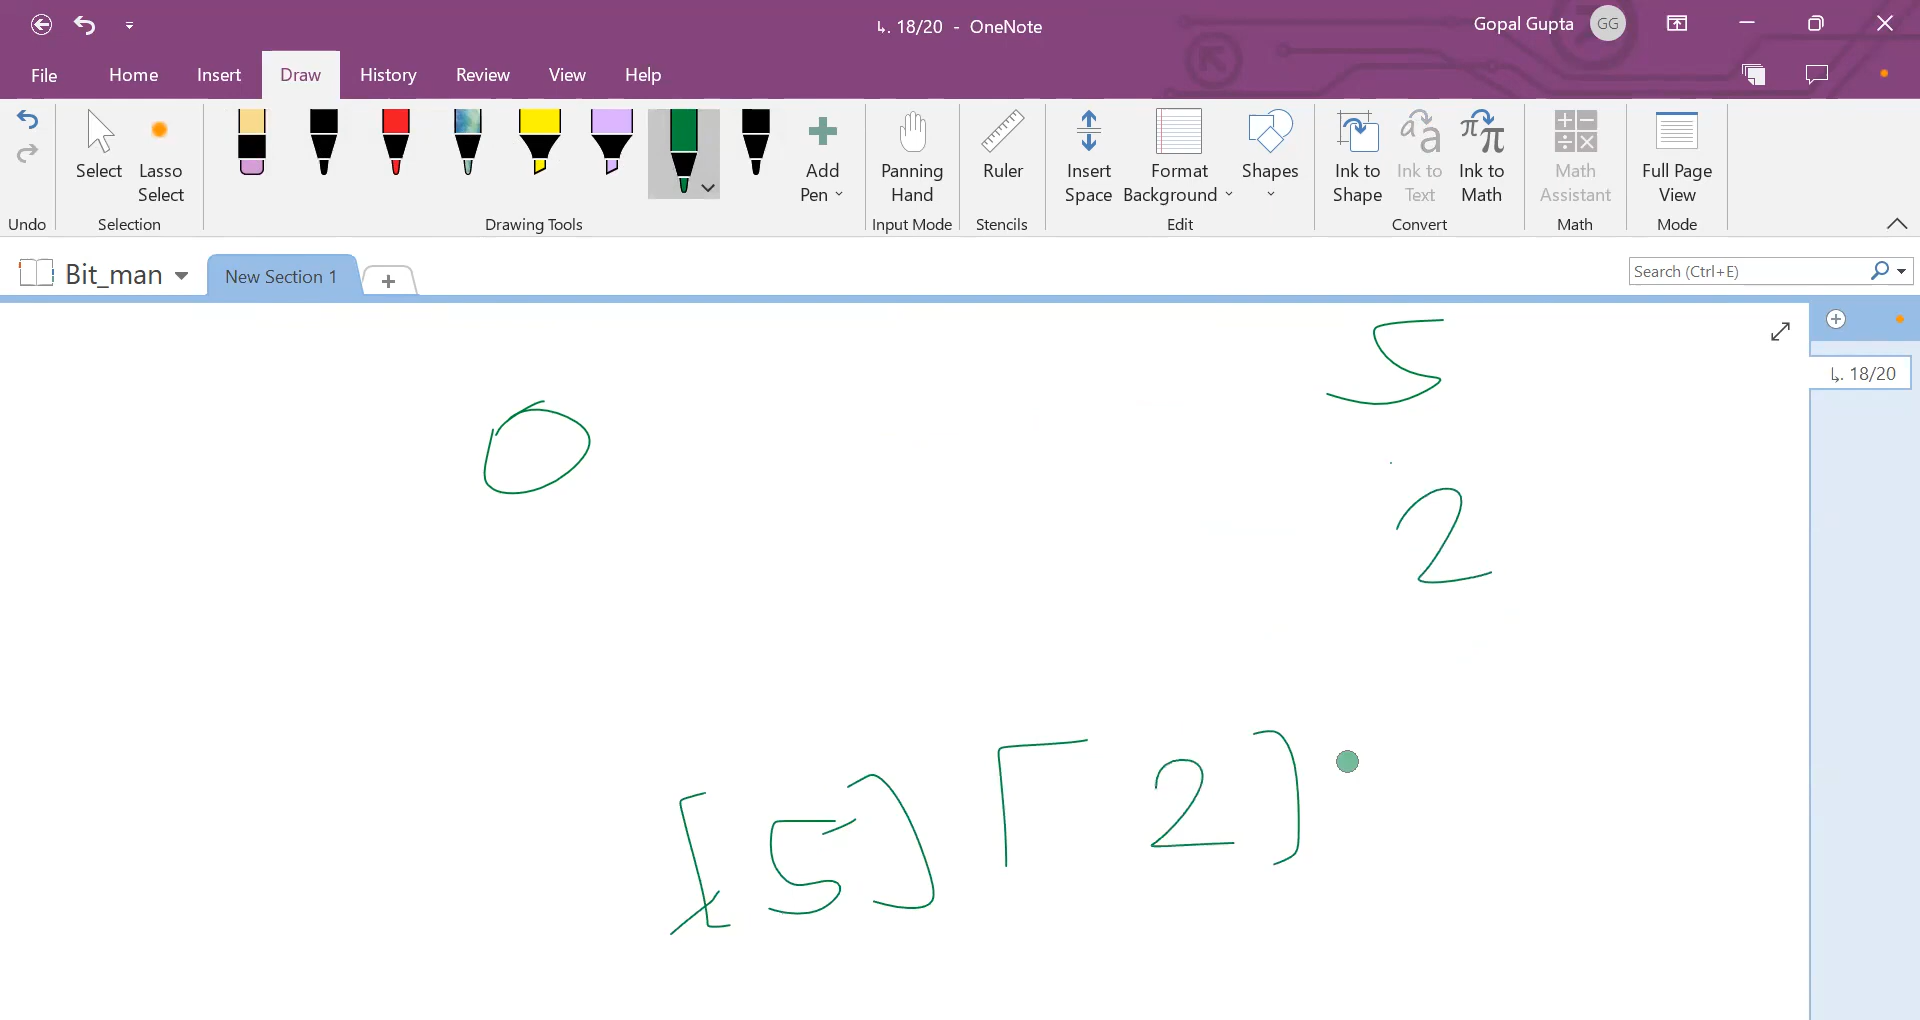 ↳. 18/20 - OneNote
Gopal Gupta GG
File Home Insert Draw History Review View Help
Select Lasso Select Add Pen Panning Hand Ruler Insert Space Format Background Shapes Ink to Shape Ink to Text Ink to Math Math Assistant Full Page View
Undo Selection Drawing Tools Input Mode Stencils Edit Convert Math Mode
Bit_man New Section 1 + Search (Ctrl+E)
↳. 18/20
5
0
2
[5] [2]